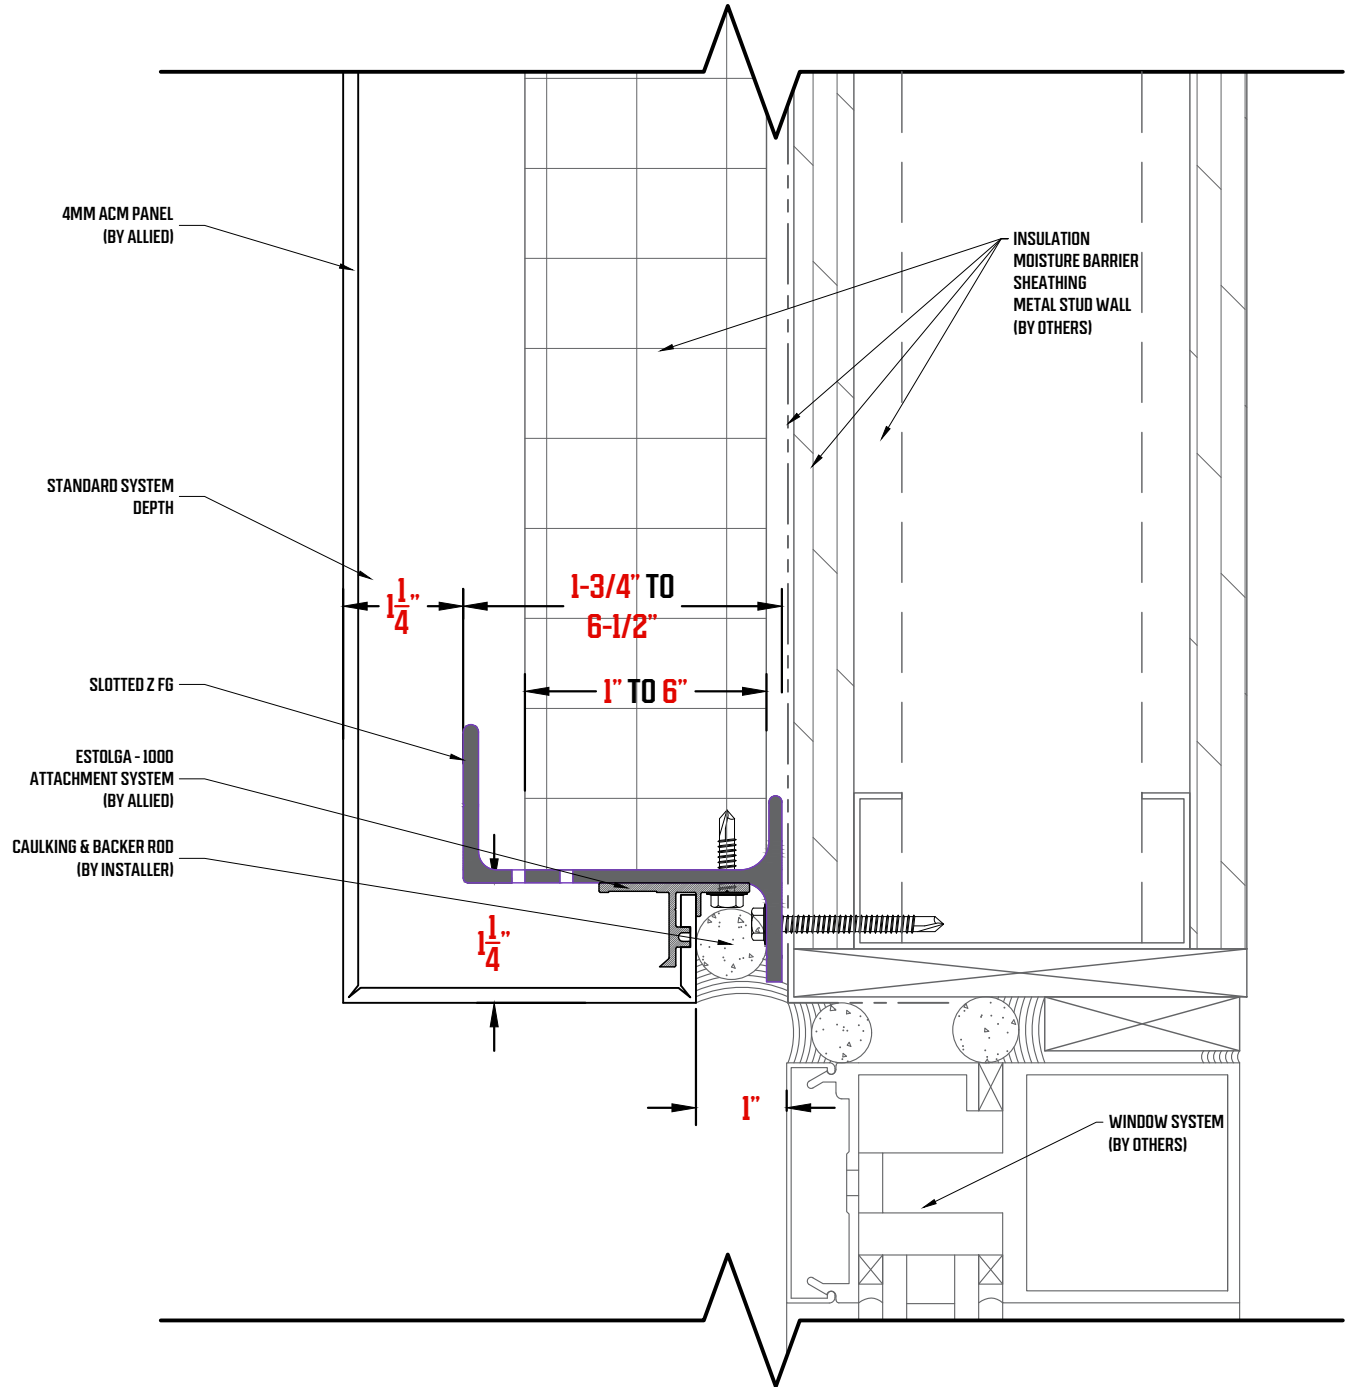 4MM ACM PANEL
(BY ALLIED)
INSULATION
MOISTURE BARRIER
SHEATHING
METAL STUD WALL
(BY OTHERS)
STANDARD SYSTEM
DEPTH
1 1/4"
1-3/4" TO
6-1/2"
1" TO 6"
SLOTTED Z FG
ESTOLGA - 1000
ATTACHMENT SYSTEM
(BY ALLIED)
CAULKING & BACKER ROD
(BY INSTALLER)
1 1/4"
1"
WINDOW SYSTEM
(BY OTHERS)